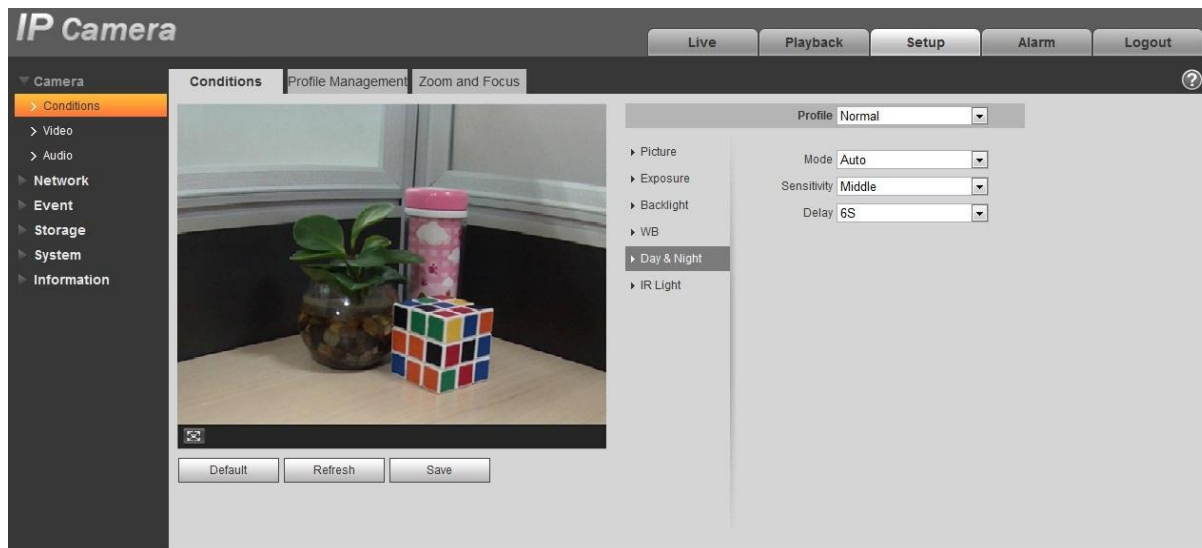 IP Camera
Live Playback Setup Alarm Logout
Camera
Conditions
Video
Audio
Network
Event
Storage
System
Information
Conditions Profile Management Zoom and Focus
Profile Normal
Picture
Exposure
Backlight
WB
Day & Night
IR Light
Mode Auto
Sensitivity Middle
Delay 6S
Default Refresh Save